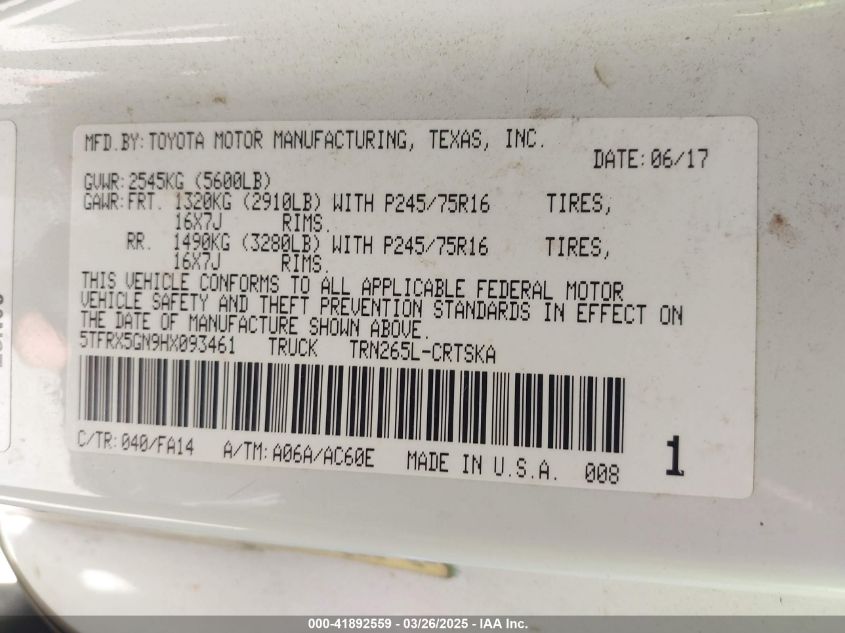 MFD.BY:TOYOTA MOTOR MANUFACTURING, TEXAS, INC.
DATE:06/17
GVWR:2545KG (5600LB)
GAWR:FRT. 1320KG (2910LB) WITH P245/75R16 TIRES,
16X7J RIMS.
RR. 1490KG (3280LB) WITH P245/75R16 TIRES,
16X7J RIMS.
THIS VEHICLE CONFORMS TO ALL APPLICABLE FEDERAL MOTOR
VEHICLE SAFETY AND THEFT PREVENTION STANDARDS IN EFFECT ON
THE DATE OF MANUFACTURE SHOWN ABOVE.
5TFRX5GN9HX093461 TRUCK TRN265L-CRTSKA
C/TR:040/FA14 A/TM:A06A/AC60E MADE IN U.S.A. 008 1
000-41892559 - 03/26/2025 - IAAI Inc.